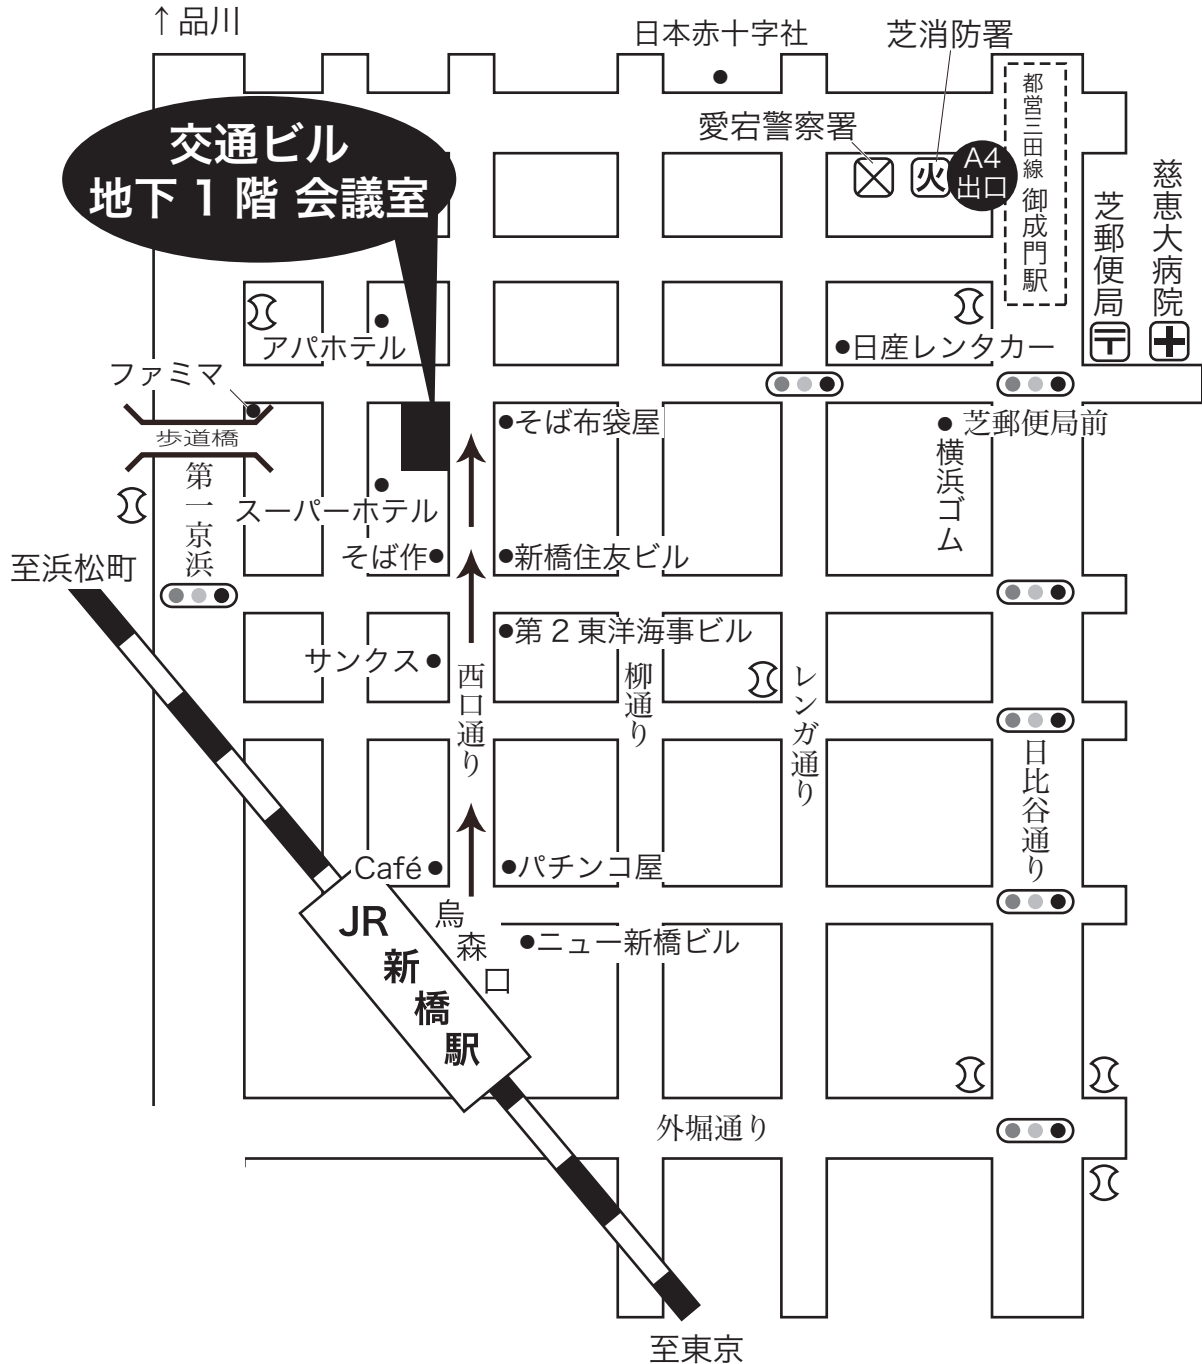 ↑品川
日本赤十字社
芝消防署
都営三田線 御成門駅
愛宕警察署
火
A4
出口
交通ビル
地下1階 会議室
慈恵大病院
芝郵便局
アパホテル
日産レンタカー
ファミマ
歩道橋
そば布袋屋
芝郵便局前
横浜ゴム
第一京浜
スーパーホテル
そば作
新橋住友ビル
至浜松町
第2東洋海事ビル
サンクス
西口通り
柳通り
レンガ通り
日比谷通り
Café
パチンコ屋
JR新橋駅
烏森口
ニュー新橋ビル
外堀通り
至東京